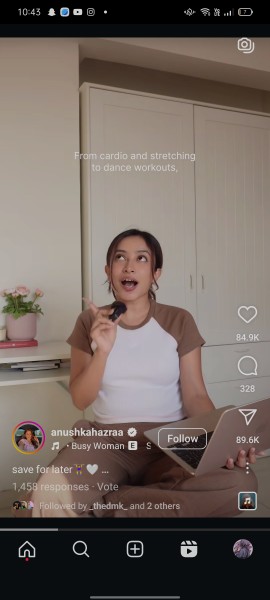 10:43
From cardio and stretching
to dance workouts,
84.9K
328
89.6K
anushkahazraa
Busy Woman E S
Follow
save for later 🎀🤍 ...
1,458 responses · Vote
Followed by _thedmk_ and 2 others